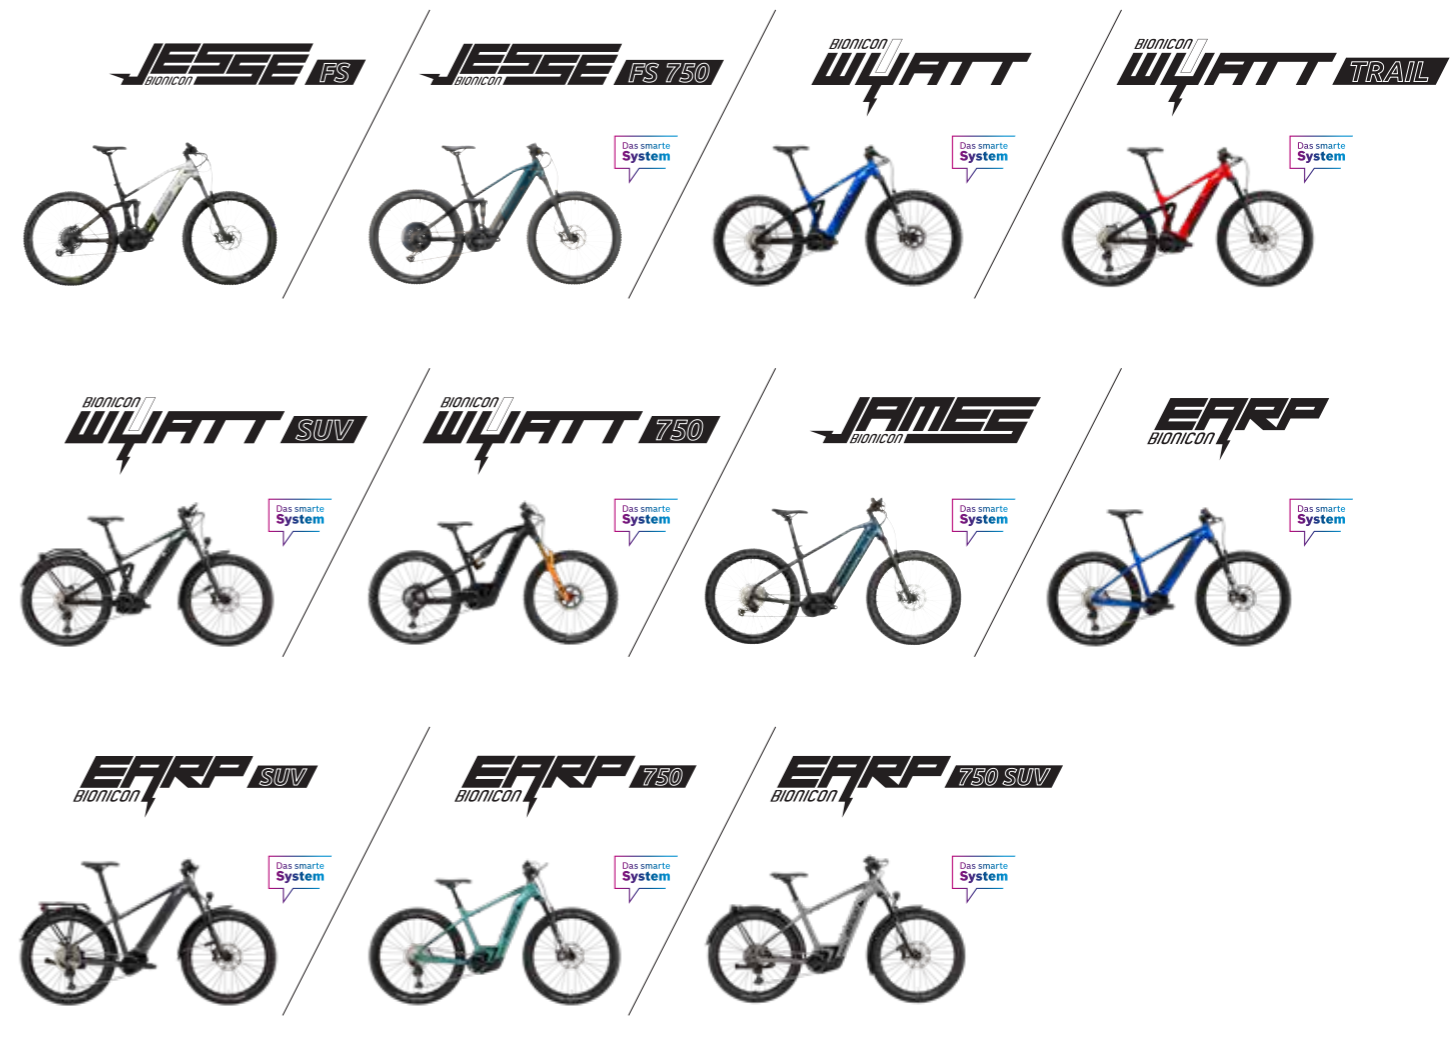 JESSE FS
BIONICON
JESSE FS 750
BIONICON
BIONICON
WYATT
BIONICON
WYATT TRAIL
Das smarte
System
Das smarte
System
Das smarte
System
BIONICON
WYATT SUV
BIONICON
WYATT 750
JAMES
BIONICON
EARP
BIONICON
Das smarte
System
Das smarte
System
Das smarte
System
Das smarte
System
EARP SUV
BIONICON
EARP 750
BIONICON
EARP 750 SUV
BIONICON
Das smarte
System
Das smarte
System
Das smarte
System